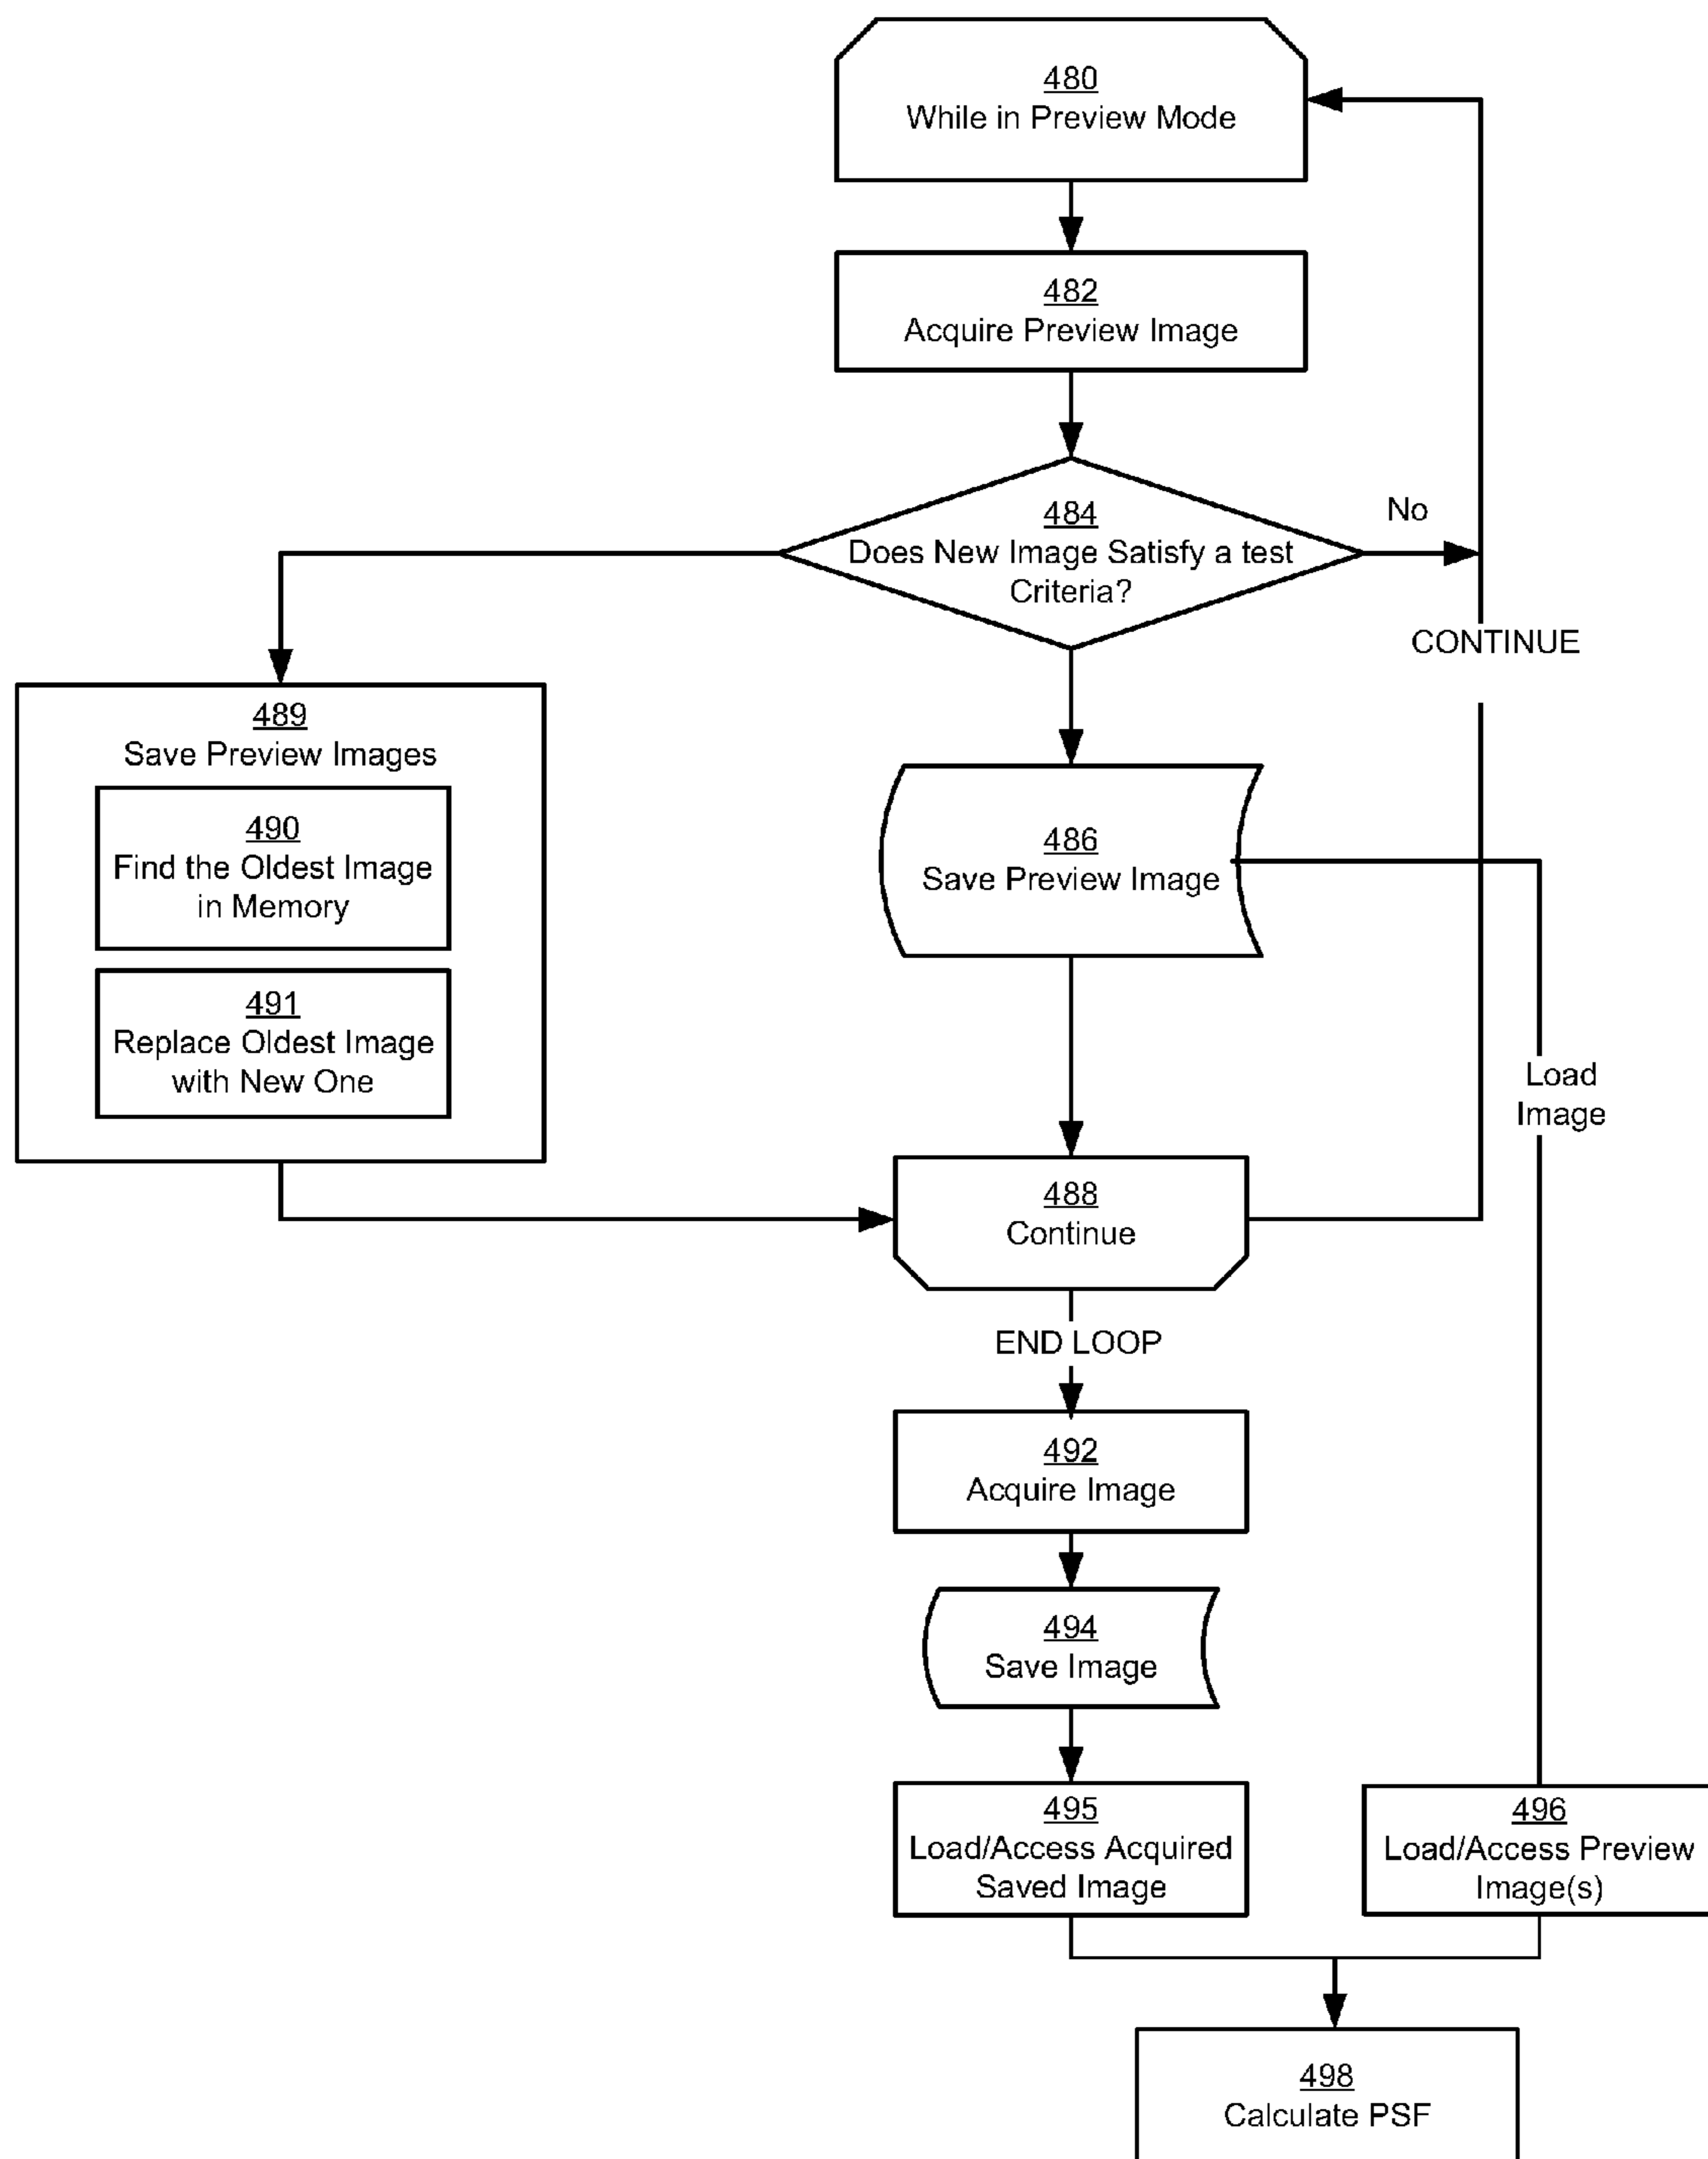 480
While in Preview Mode
482
Acquire Preview Image
484
Does New Image Satisfy a test
Criteria?
No
CONTINUE
489
Save Preview Images
490
Find the Oldest Image
in Memory
491
Replace Oldest Image
with New One
486
Save Preview Image
Load
Image
488
Continue
END LOOP
492
Acquire Image
494
Save Image
495
Load/Access Acquired
Saved Image
496
Load/Access Preview
Image(s)
498
Calculate PSF